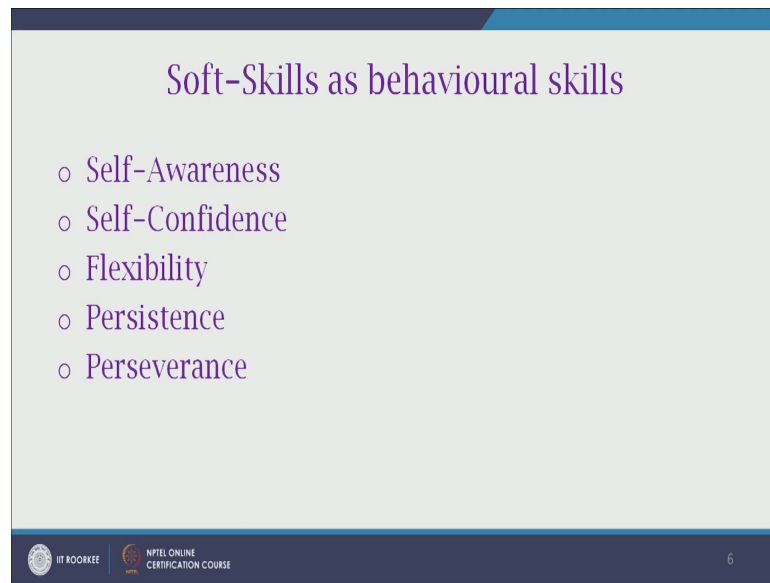 Soft-Skills as behavioural skills
Self-Awareness
Self-Confidence
Flexibility
Persistence
Perseverance
IIT ROORKEE
NPTEL ONLINE
CERTIFICATION COURSE
6